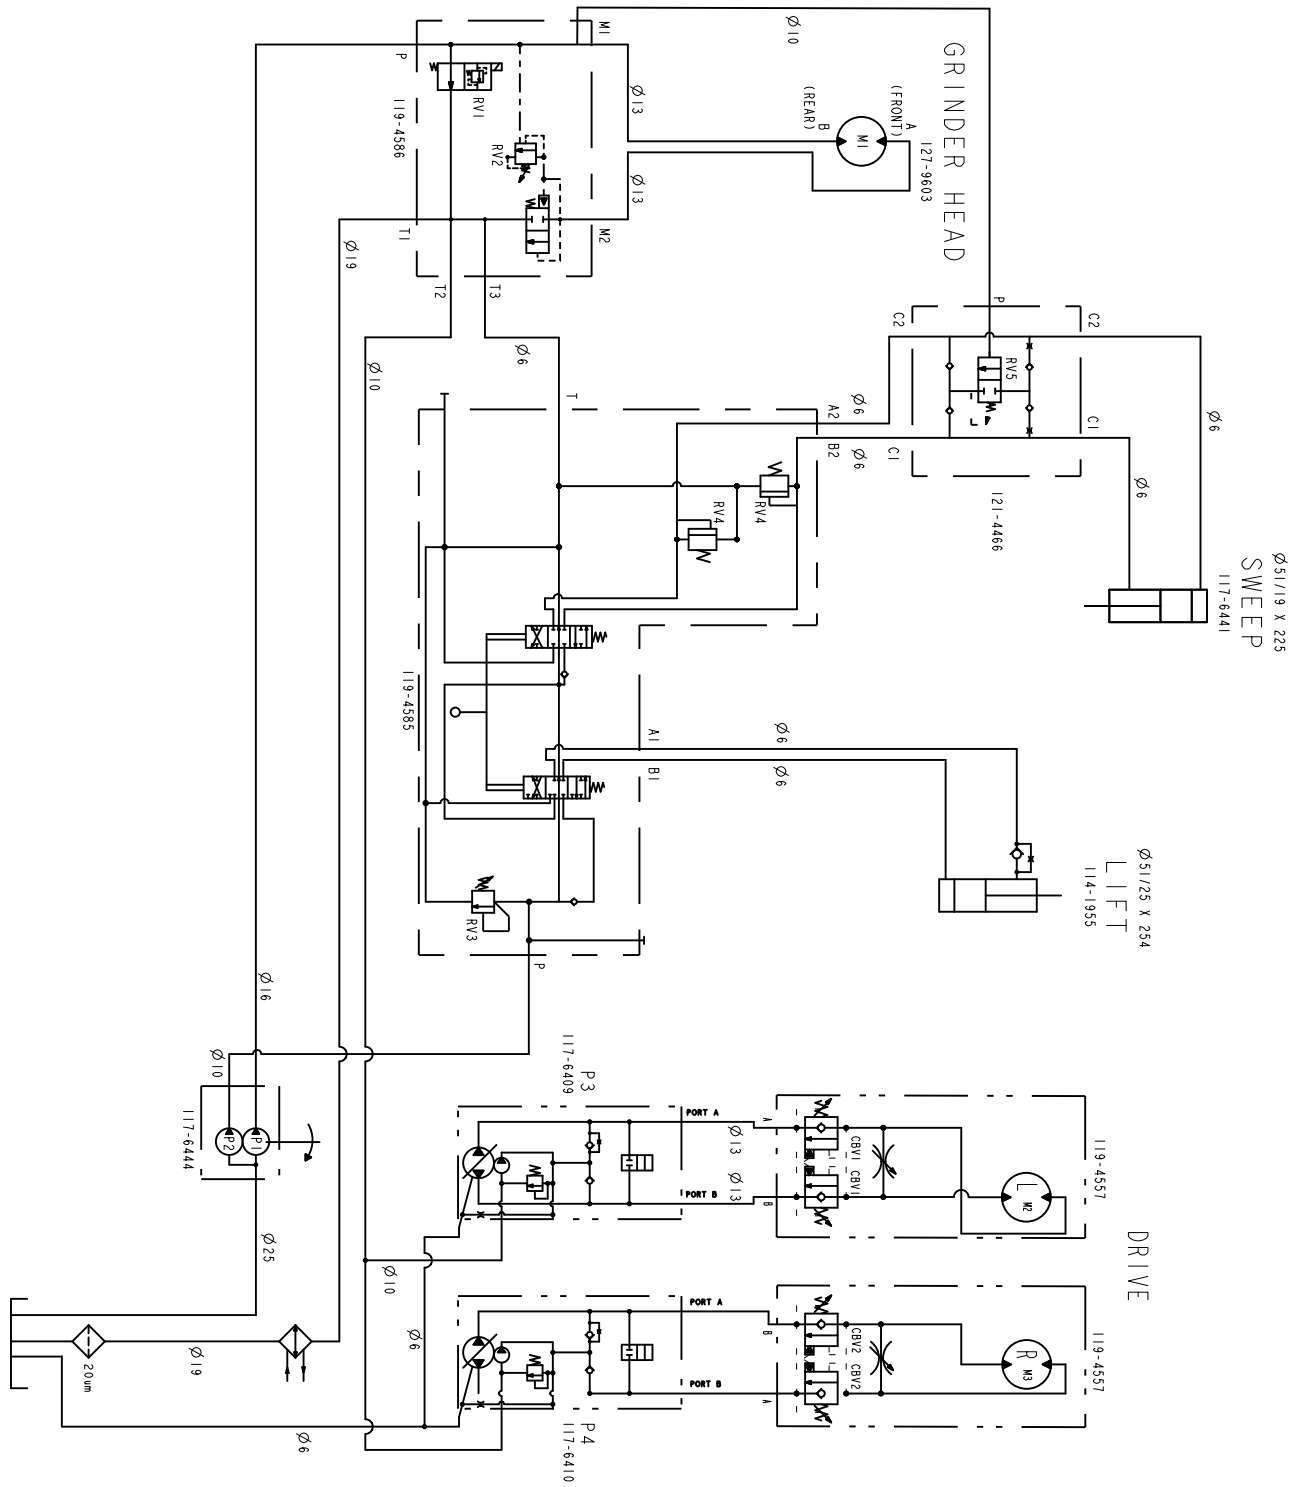 GRINDER HEAD
Ø10
M1
P
RV1
119-4586
RV2
Ø13
Ø13
(REAR)
B
(FRONT)
A
M1
127-9603
T1
Ø19
M2
T2
T3
Ø10
Ø6
P
C2
C2
RV5
C1
C1
121-4466
Ø6
Ø6
Ø6
Ø6
A2
B2
T
RV4
RV4
SWEEP
Ø51/19 X 225
117-6441
119-4585
A1
B1
Ø6
Ø6
LIFT
Ø51/25 X 254
114-1955
RV3
P
Ø16
Ø10
117-6444
P2
P1
Ø25
117-6409
P3
PORT A
PORT B
A
B
Ø13
Ø13
CBV1
CBV1
L
M2
119-4557
DRIVE
Ø10
Ø6
PORT A
PORT B
B
A
CBV2
CBV2
R
M3
119-4557
P4
117-6410
20um
Ø19
Ø6